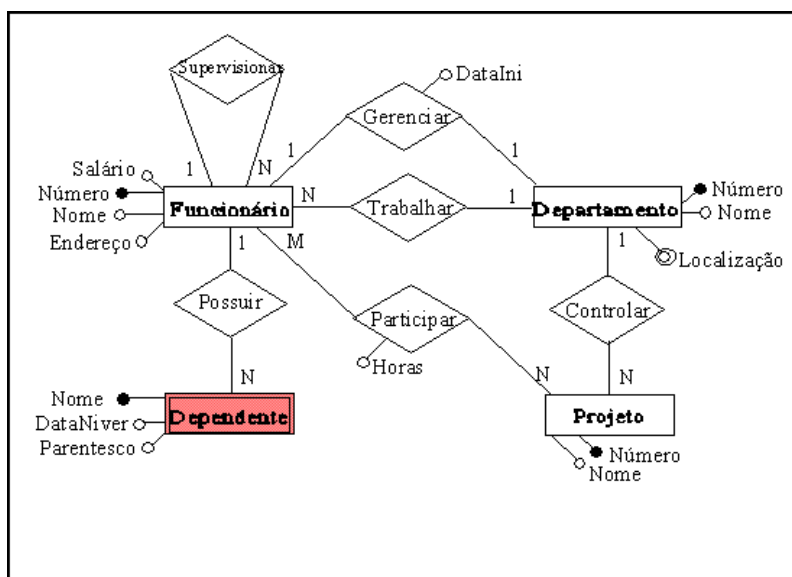 Supervisionar
DataIni
Gerenciar
1
1
1
N
Salário
Número
Nome
Endereço
Funcionário
N
Trabalhar
1
Departamento
Número
Nome
Localização
1
M
1
Possuir
Participar
Horas
Controlar
N
N
N
Nome
DataNiver
Parentesco
Dependente
Projeto
Número
Nome